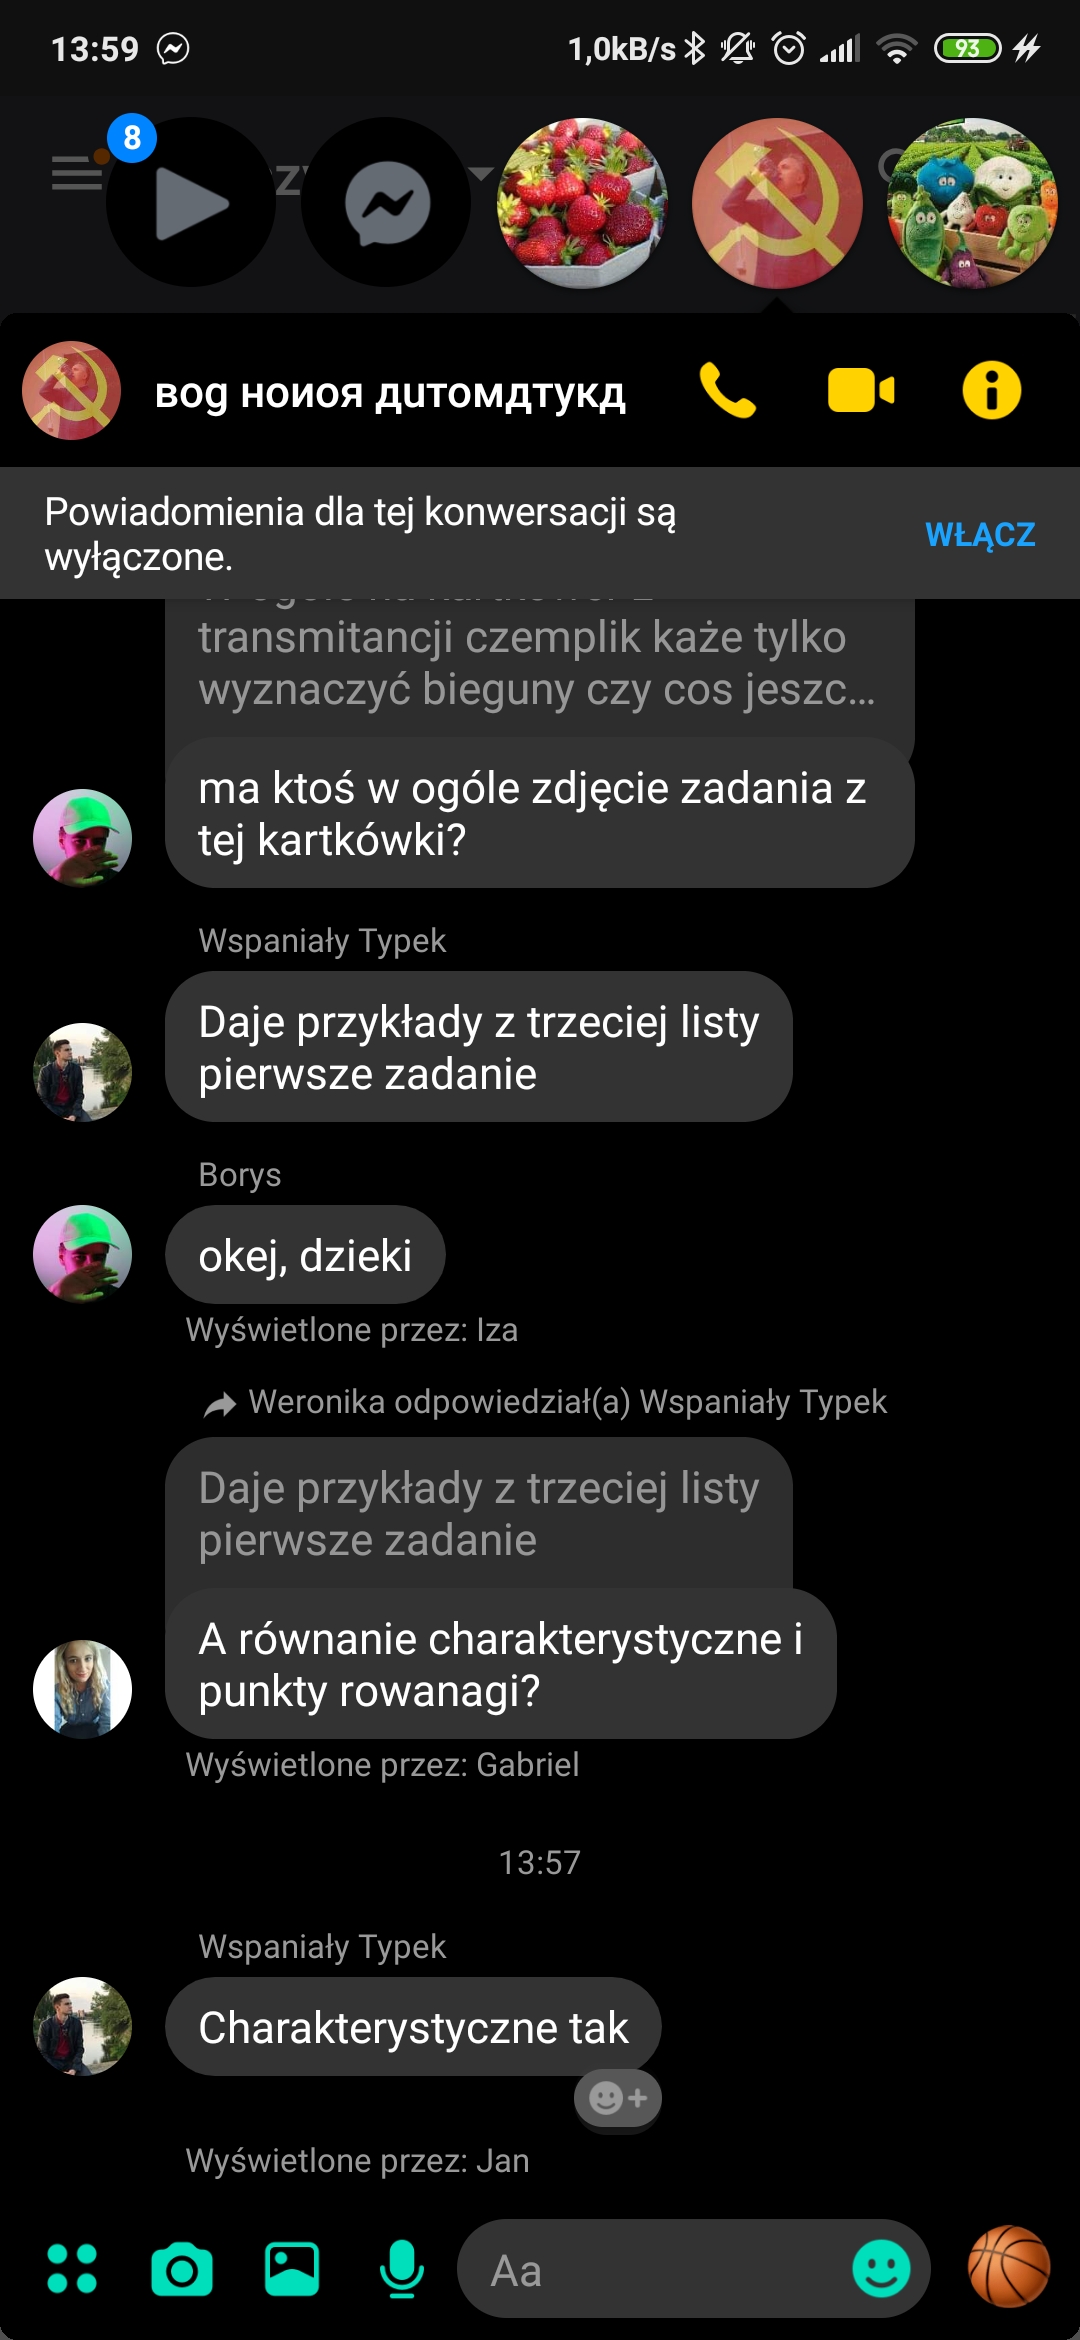 13:59
1,0kB/s
93
8
вog ноиоя дuтомдтукд
Powiadomienia dla tej konwersacji są
wyłączone.
WŁĄCZ
transmitancji czemplik każe tylko
wyznaczyć bieguny czy cos jeszc...
ma ktoś w ogóle zdjęcie zadania z
tej kartkówki?
Wspaniały Typek
Daje przykłady z trzeciej listy
pierwsze zadanie
Borys
okej, dzieki
Wyświetlone przez: Iza
Weronika odpowiedział(a) Wspaniały Typek
Daje przykłady z trzeciej listy
pierwsze zadanie
A równanie charakterystyczne i
punkty rowanagi?
Wyświetlone przez: Gabriel
13:57
Wspaniały Typek
Charakterystyczne tak
Wyświetlone przez: Jan
Aa